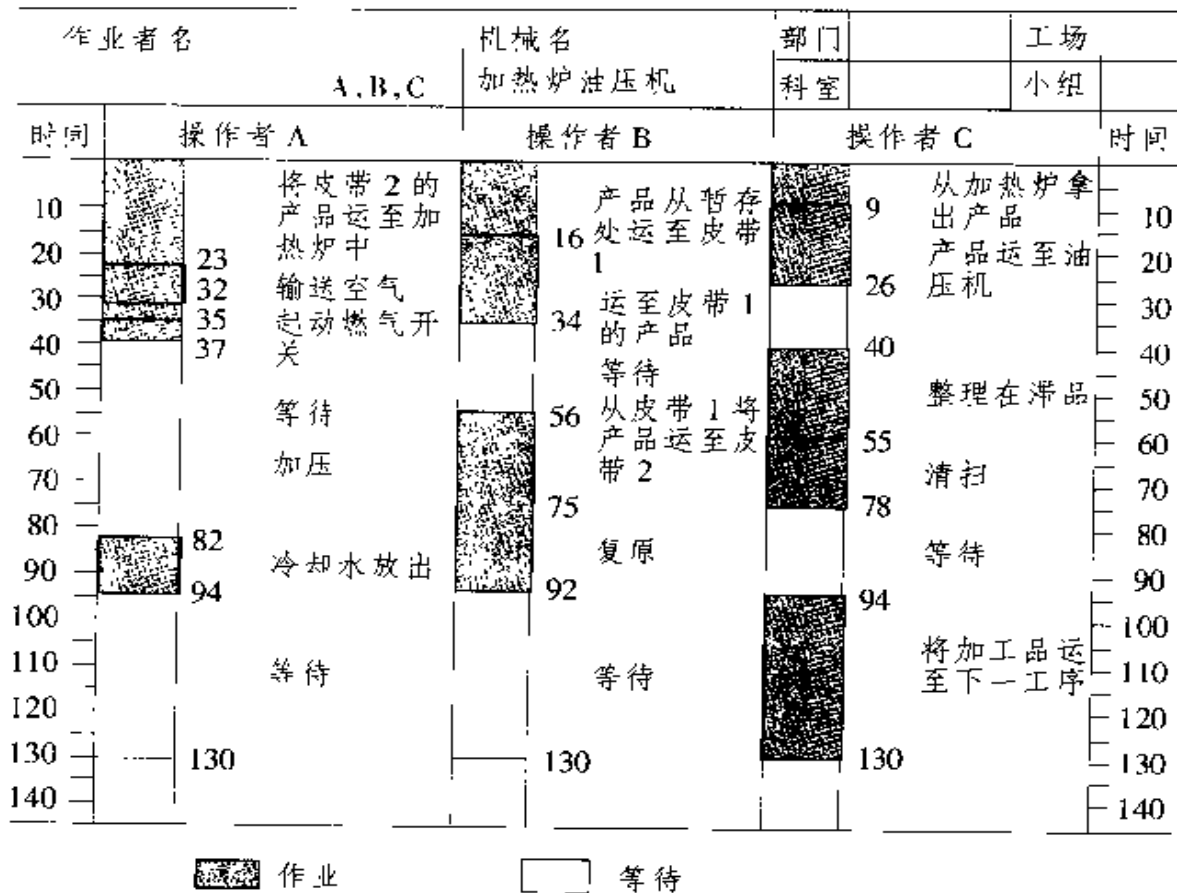 作业者名
A,B,C
机械名
加热炉油压机
部门
科室
工场
小组
时间
操作者 A
操作者 B
操作者 C
时间
10
20
30
40
50
60
70
80
90
100
110
120
130
140
23
32
35
37
82
94
130
将皮带 2 的
产品运至加
热炉中
输送空气
起动燃气开
关
等待
加压
冷却水放出
等待
16
34
56
75
92
130
产品从暂存
处运至皮带
1
运至皮带 1
的产品
等待
从皮带 1 将
产品运至皮
带 2
复原
等待
9
26
40
55
78
94
130
从加热炉拿
出产品
产品运至油
压机
整理在滞品
清扫
等待
将加工品运
至下一工序
10
20
30
40
50
60
70
80
90
100
110
120
130
140
作业
等待